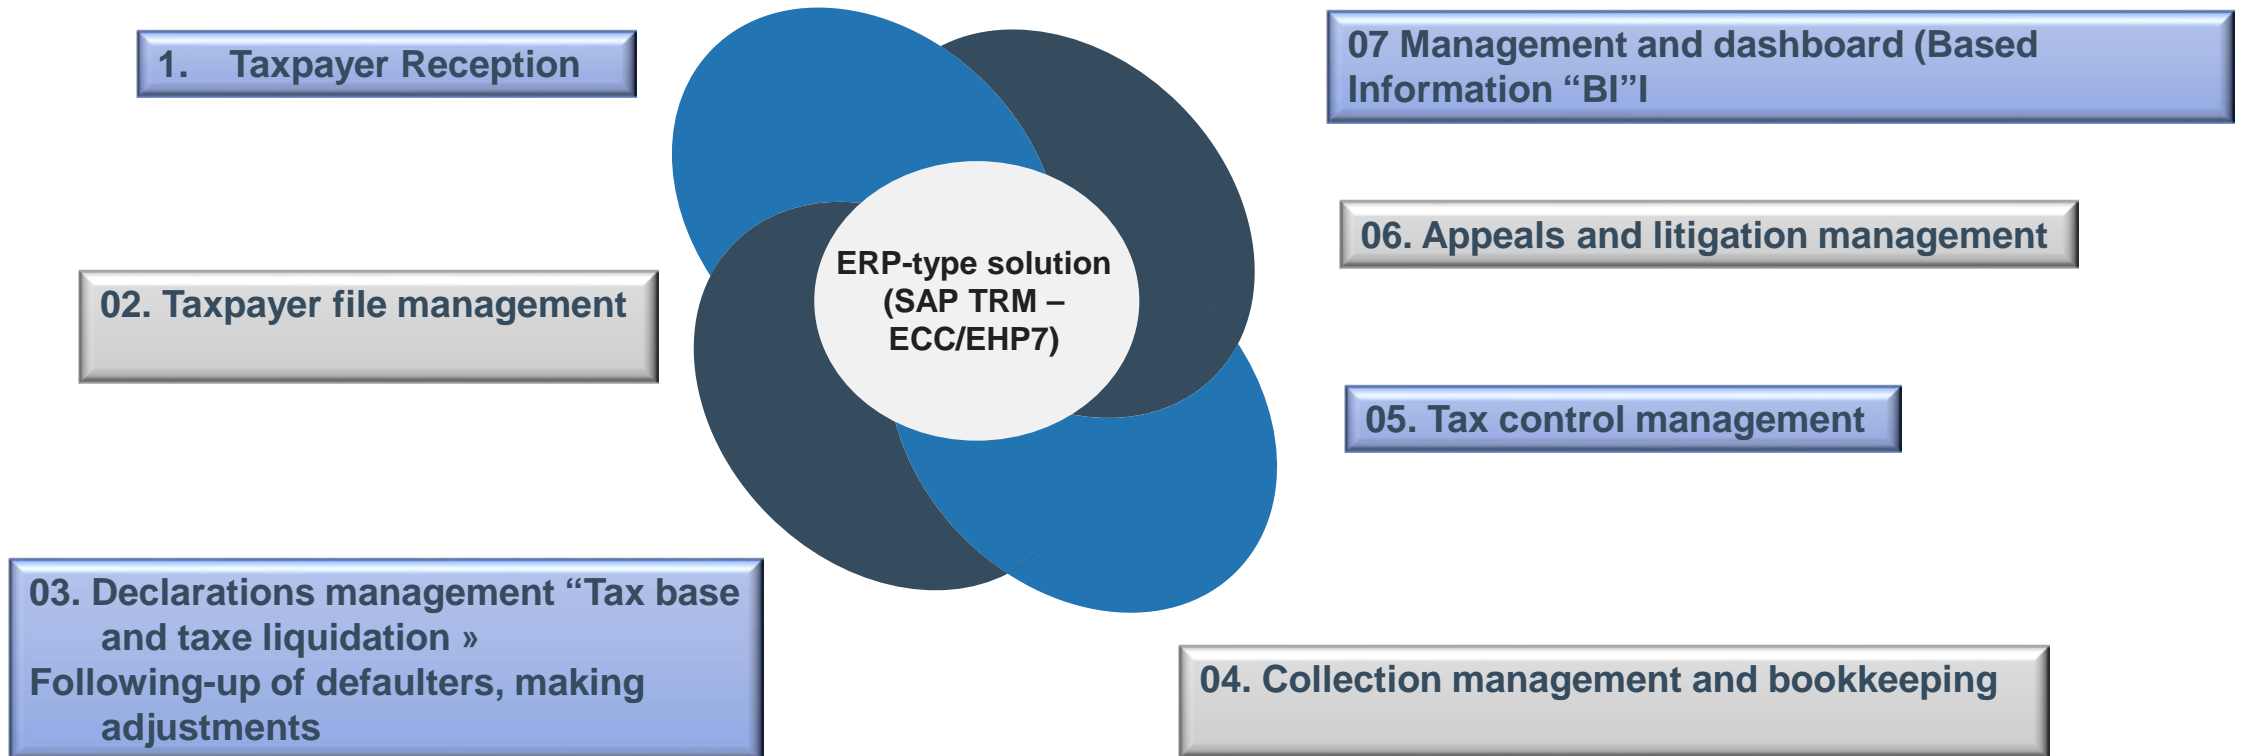 1. Taxpayer Reception
02. Taxpayer file management
03. Declarations management “Tax base
and taxe liquidation »
Following-up of defaulters, making
adjustments
ERP-type solution
(SAP TRM –
ECC/EHP7)
07 Management and dashboard (Based
Information “BI”I
06. Appeals and litigation management
05. Tax control management
04. Collection management and bookkeeping